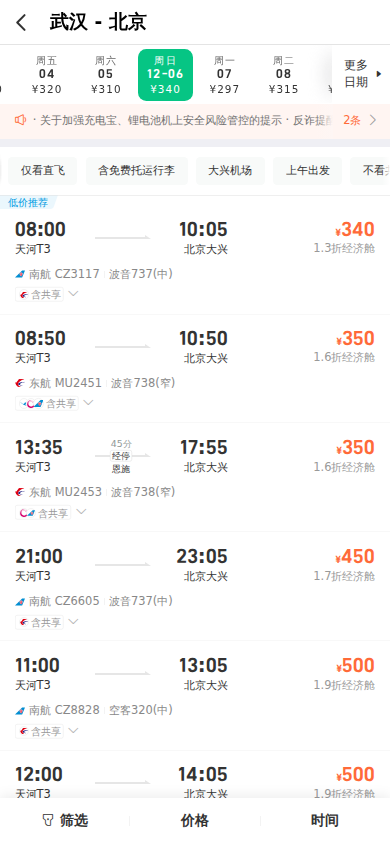 武汉 - 北京
周五 周六 周日 周一 周二
04 05 12-06 07 08 更多
¥320 ¥310 ¥340 ¥297 ¥315 日期
· 关于加强充电宝、锂电池机上安全风险管控的提示 · 反诈提醒 2条
仅看直飞 含免费托运行李 大兴机场 上午出发 不看
低价推荐
08:00 10:05 ¥340
天河T3 北京大兴 1.3折经济舱
南航 CZ3117 波音737(中)
含共享
08:50 10:50 ¥350
天河T3 北京大兴 1.6折经济舱
东航 MU2451 波音738(窄)
含共享
45分
13:35 经停 17:55 ¥350
天河T3 恩施 北京大兴 1.6折经济舱
东航 MU2453 波音738(窄)
含共享
21:00 23:05 ¥450
天河T3 北京大兴 1.7折经济舱
南航 CZ6605 波音737(中)
含共享
11:00 13:05 ¥500
天河T3 北京大兴 1.9折经济舱
南航 CZ8828 空客320(中)
含共享
12:00 14:05 ¥500
天河T3 北京大兴 1.9折经济舱
筛选 价格 时间